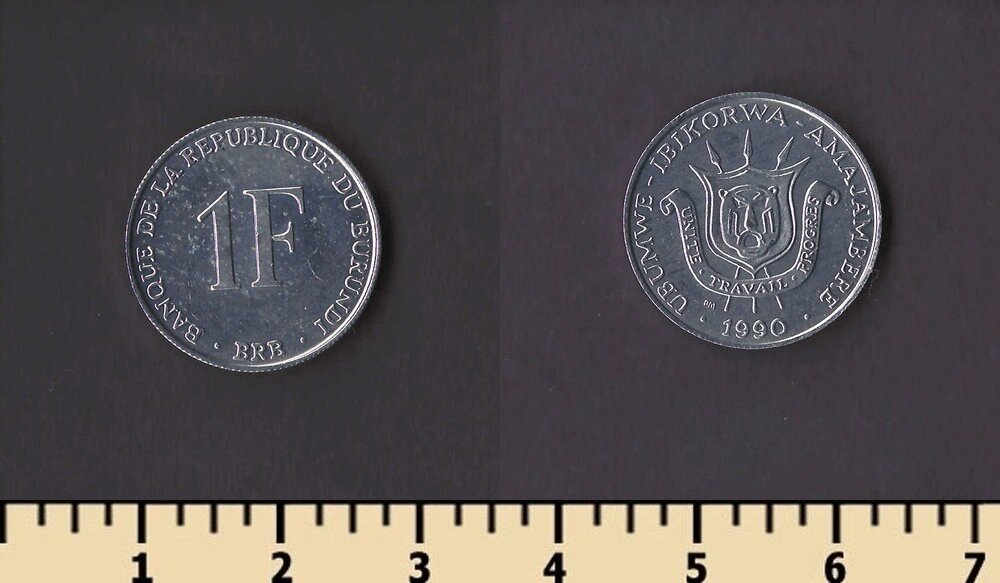 BANQUE DE LA REPUBLIQUE DU BURUNDI
1F
· BRB ·
UBUMWE - IBIKORWA - AMAJAMBERE
UNITE · TRAVAIL · PROGRES
PM
· 1990 ·
1 2 3 4 5 6 7